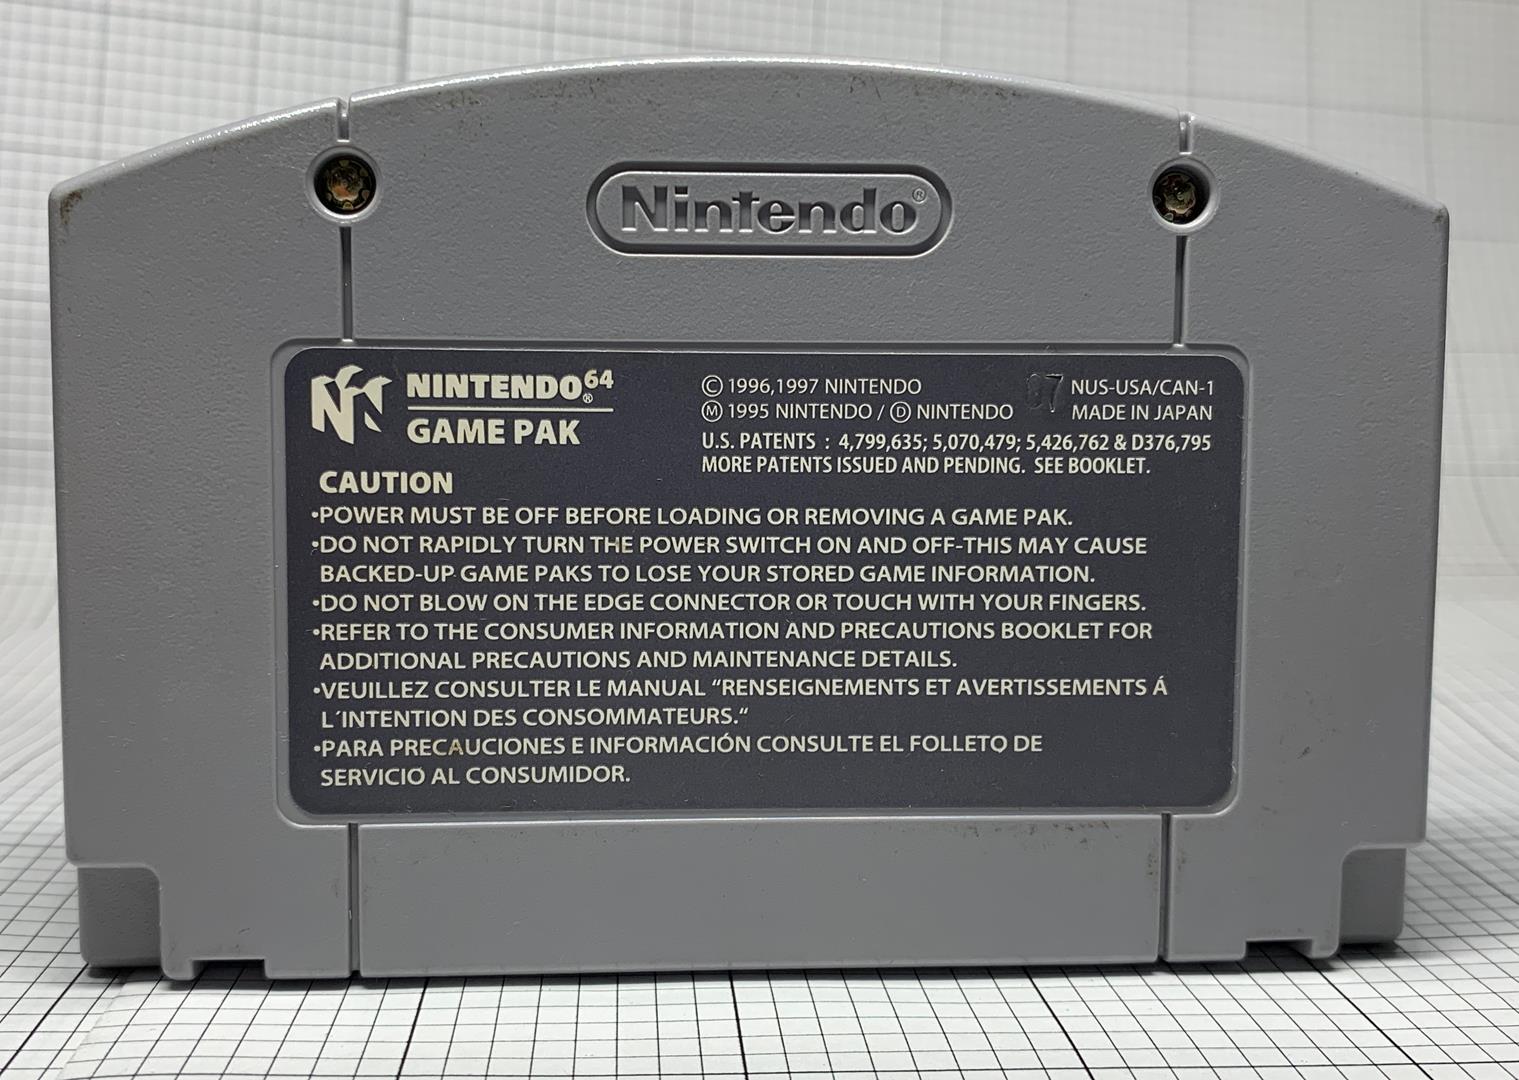 Nintendo®
NINTENDO⁶⁴®
GAME PAK
Ⓒ 1996,1997 NINTENDO
Ⓜ 1995 NINTENDO / Ⓓ NINTENDO
07 NUS-USA/CAN-1
MADE IN JAPAN
U.S. PATENTS : 4,799,635; 5,070,479; 5,426,762 & D376,795
MORE PATENTS ISSUED AND PENDING. SEE BOOKLET.
CAUTION
•POWER MUST BE OFF BEFORE LOADING OR REMOVING A GAME PAK.
•DO NOT RAPIDLY TURN THE POWER SWITCH ON AND OFF-THIS MAY CAUSE
BACKED-UP GAME PAKS TO LOSE YOUR STORED GAME INFORMATION.
•DO NOT BLOW ON THE EDGE CONNECTOR OR TOUCH WITH YOUR FINGERS.
•REFER TO THE CONSUMER INFORMATION AND PRECAUTIONS BOOKLET FOR
ADDITIONAL PRECAUTIONS AND MAINTENANCE DETAILS.
•VEUILLEZ CONSULTER LE MANUAL “RENSEIGNEMENTS ET AVERTISSEMENTS Á
L´INTENTION DES CONSOMMATEURS.“
•PARA PRECAUCIONES E INFORMACIÓN CONSULTE EL FOLLETO DE
SERVICIO AL CONSUMIDOR.